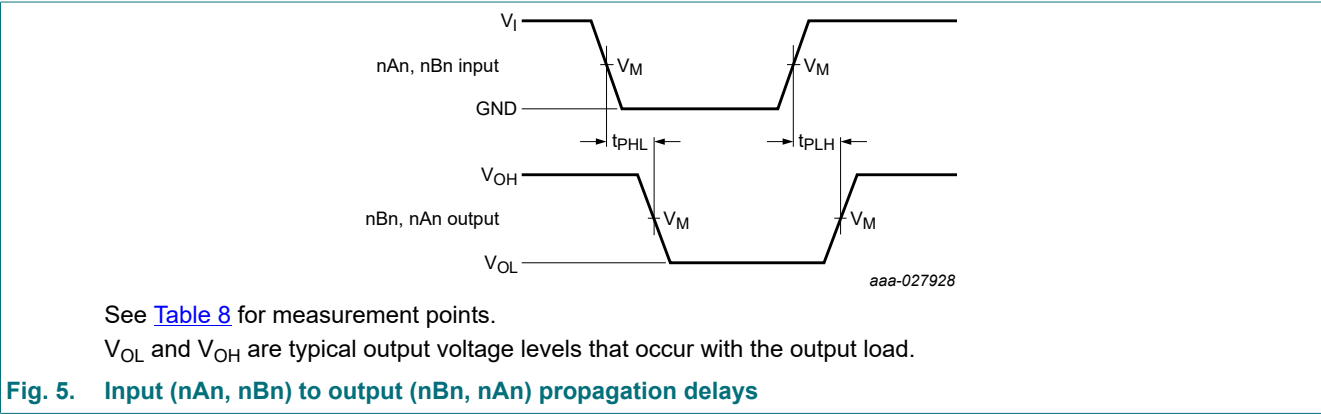 VI
nAn, nBn input
VM
VM
GND
tPHL
tPLH
VOH
nBn, nAn output
VM
VM
VOL
aaa-027928
See Table 8 for measurement points.
VOL and VOH are typical output voltage levels that occur with the output load.
Fig. 5. Input (nAn, nBn) to output (nBn, nAn) propagation delays